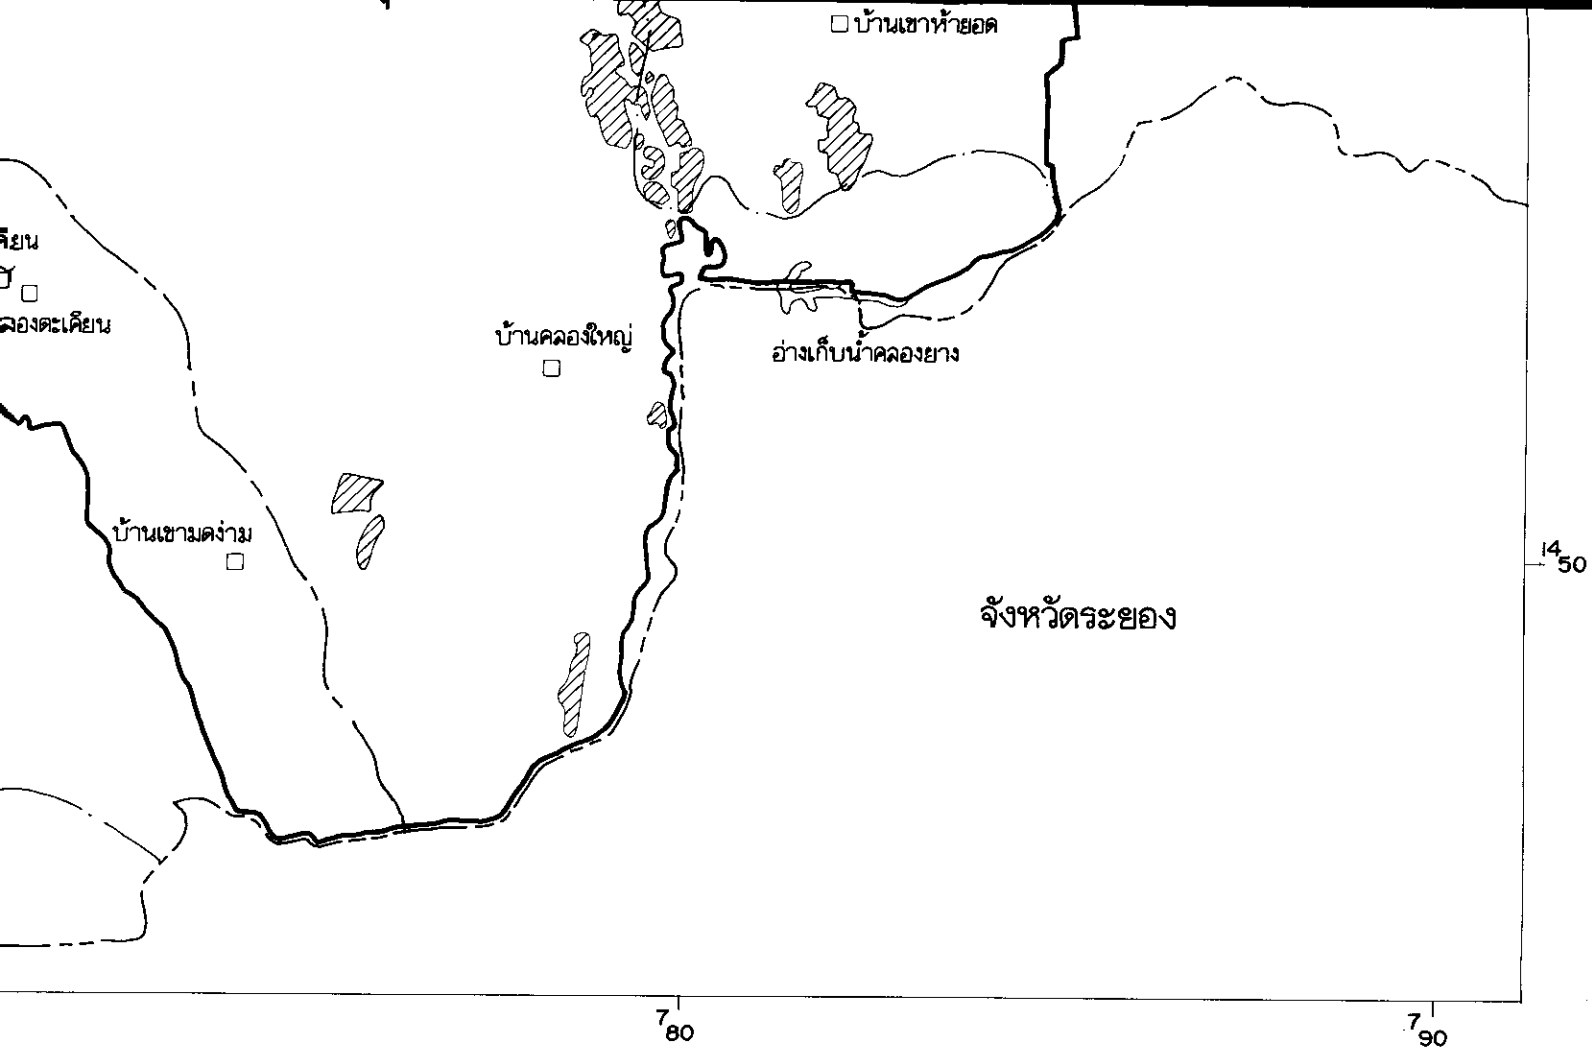 บ้านเขาห้ายอด
คลองตะเคียน
บ้านคลองใหญ่
อ่างเก็บน้ำคลองยาง
บ้านเขามดง่าม
14 50
จังหวัดระยอง
7 80
7 90